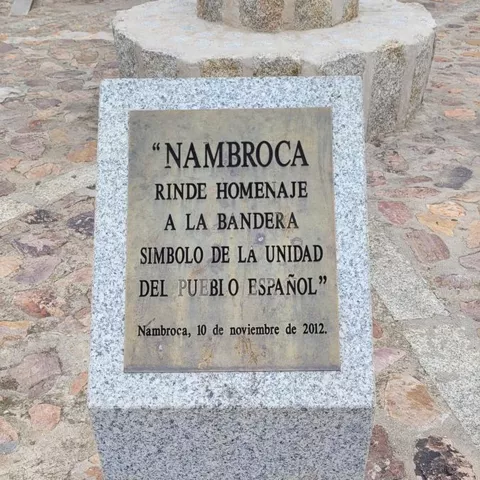 “NAMBROCA
RINDE HOMENAJE
A LA BANDERA
SIMBOLO DE LA UNIDAD
DEL PUEBLO ESPAÑOL”
Nambroca, 10 de noviembre de 2012.